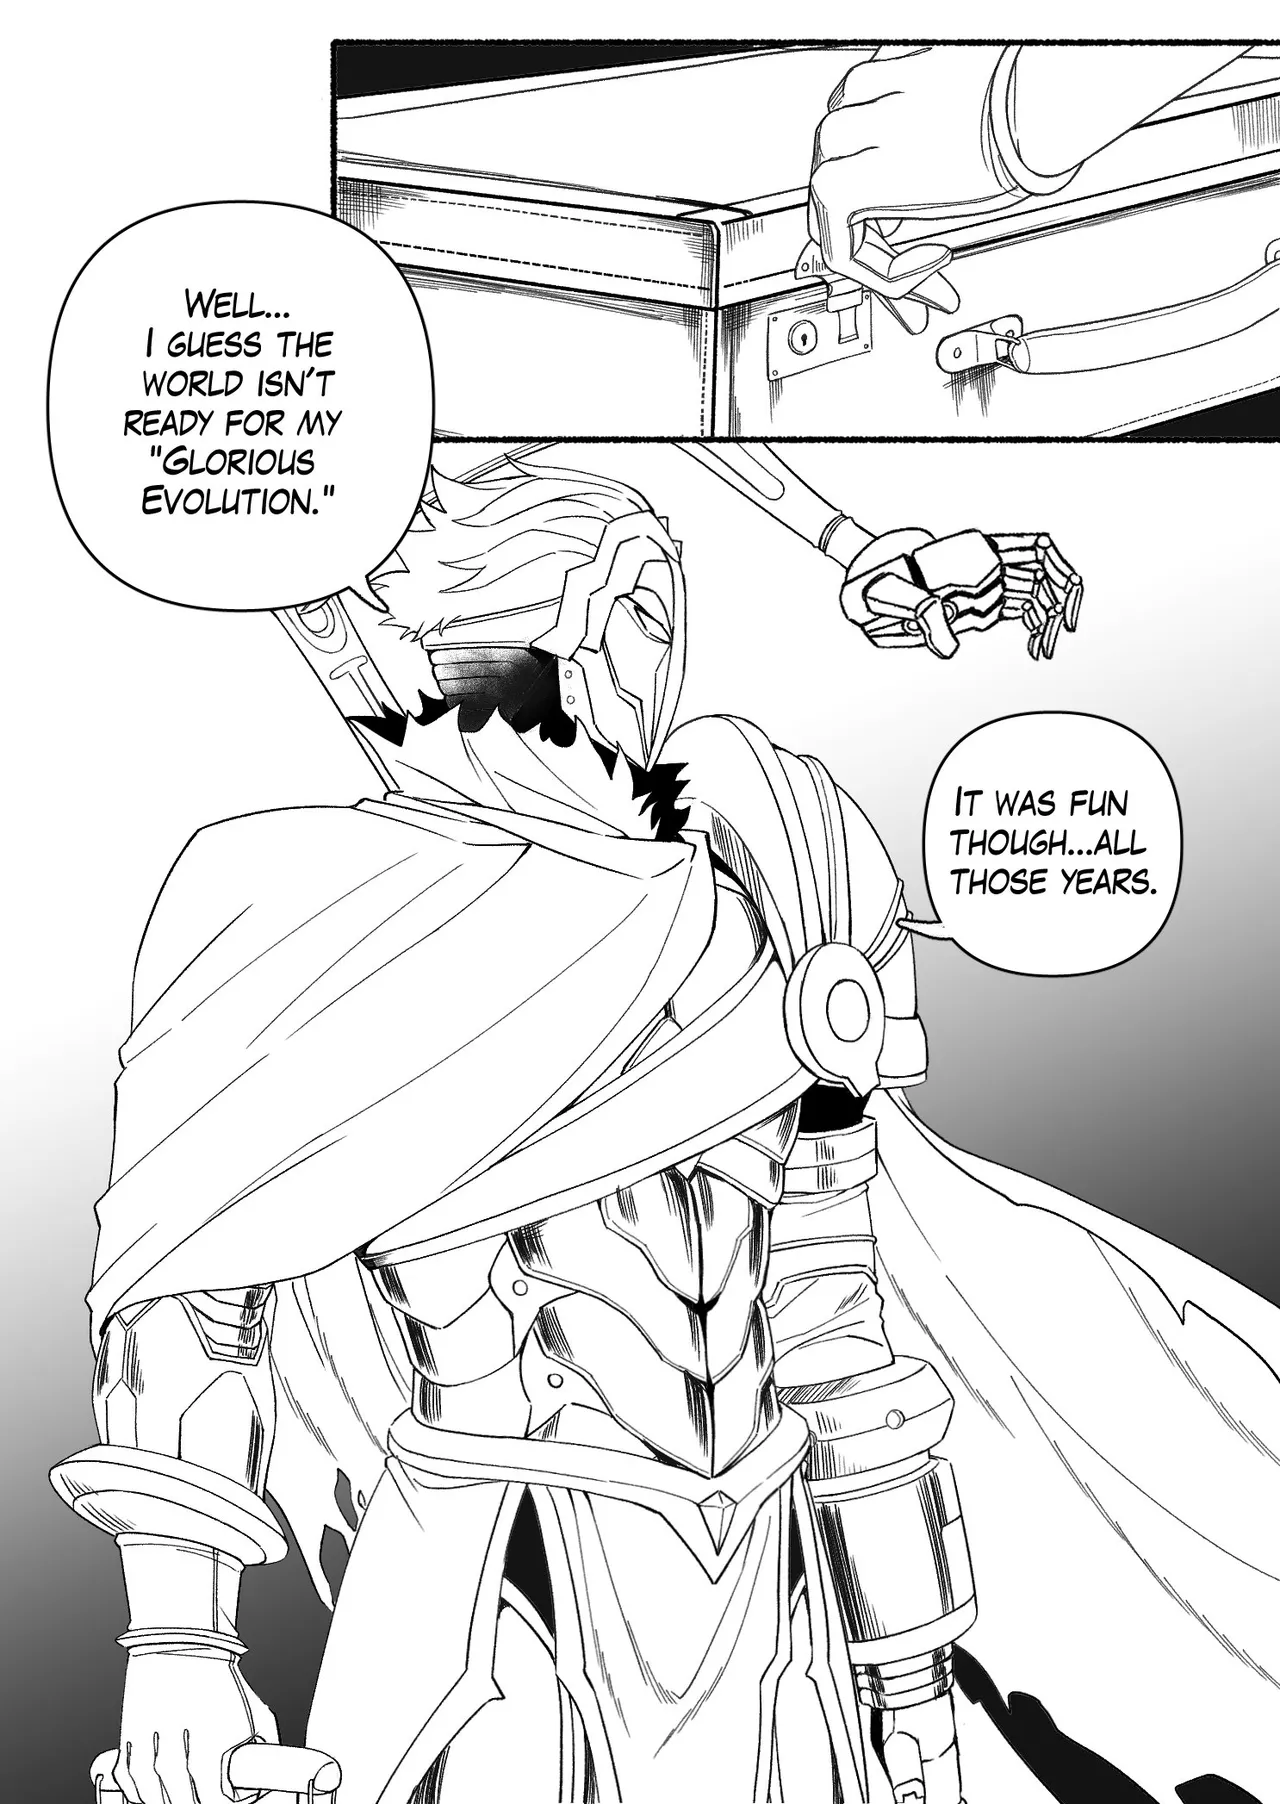 WELL...
I GUESS THE
WORLD ISN'T
READY FOR MY
"GLORIOUS
EVOLUTION."
IT WAS FUN
THOUGH...ALL
THOSE YEARS.